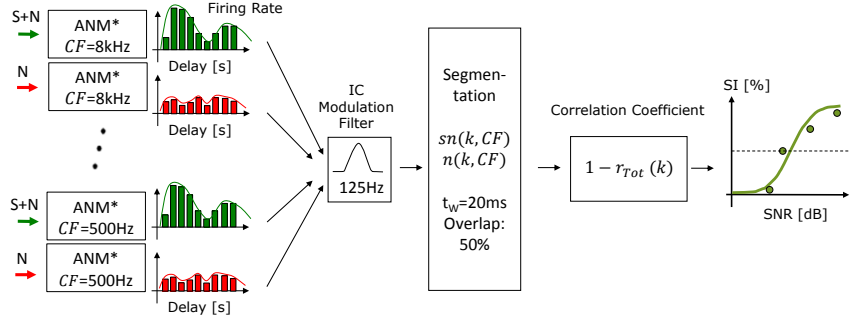 S+N
ANM*
CF=8kHz
Firing Rate
Delay [s]
N
ANM*
CF=8kHz
Delay [s]
S+N
ANM*
CF=500Hz
N
ANM*
CF=500Hz
Delay [s]
IC
Modulation
Filter
125Hz
Segmen-
tation
sn(k, CF)
n(k, CF)
tw=20ms
Overlap:
50%
Correlation Coefficient
1 − rTot (k)
SI [%]
SNR [dB]